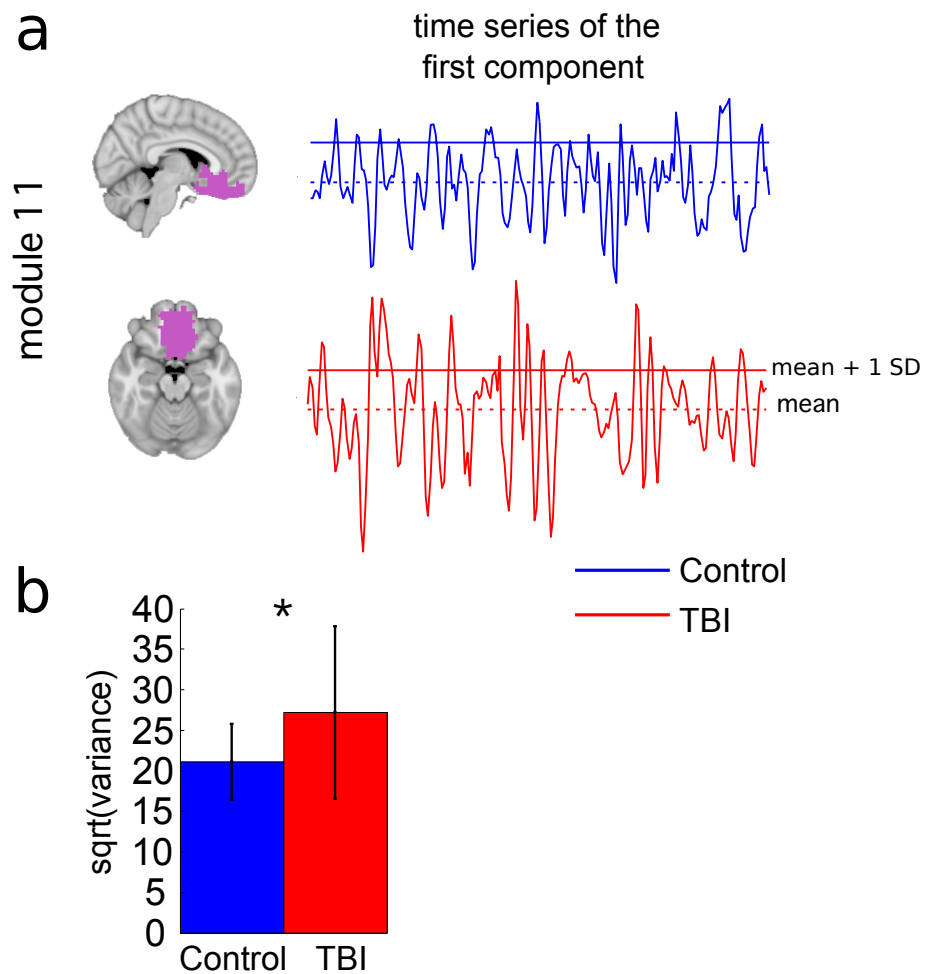 a
time series of the
first component
module 11
mean + 1 SD
mean
Control
TBI
b
*
sqrt(variance)
40
35
30
25
20
15
10
5
0
Control
TBI